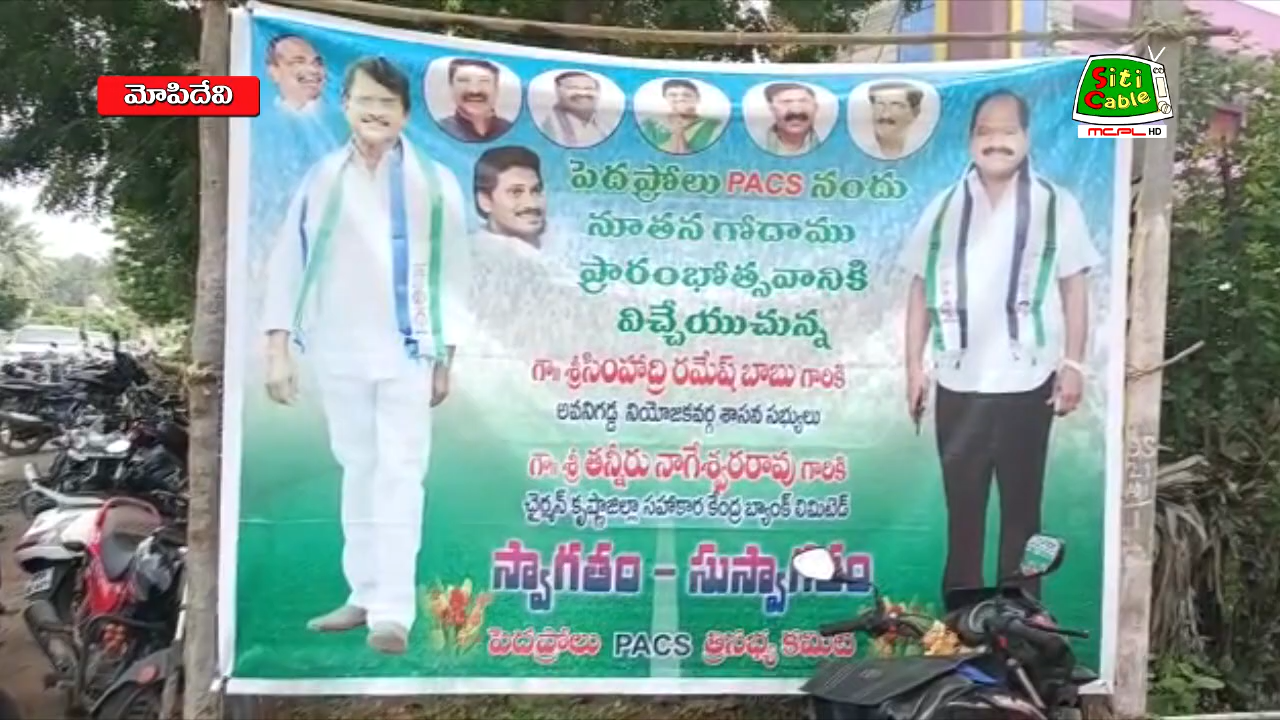 మోపిదేవి
Siti
Cable
MCPL HD
పెదప్రోలు PACS నందు
నూతన గోదాము
ప్రారంభోత్సవానికి
విచ్చేయుచున్న
గౌ॥ శ్రీ సింహాద్రి రమేష్ బాబు గారికి
అవనిగడ్డ నియోజకవర్గ శాసన సభ్యులు
గౌ॥ శ్రీ తన్నీరు నాగేశ్వరరావు గారికి
ఛైర్మన్ కృష్ణాజిల్లా సహకార కేంద్ర బ్యాంక్ లిమిటెడ్
స్వాగతం - సుస్వాగతం
పెదప్రోలు PACS త్రిసభ్య కమిటి